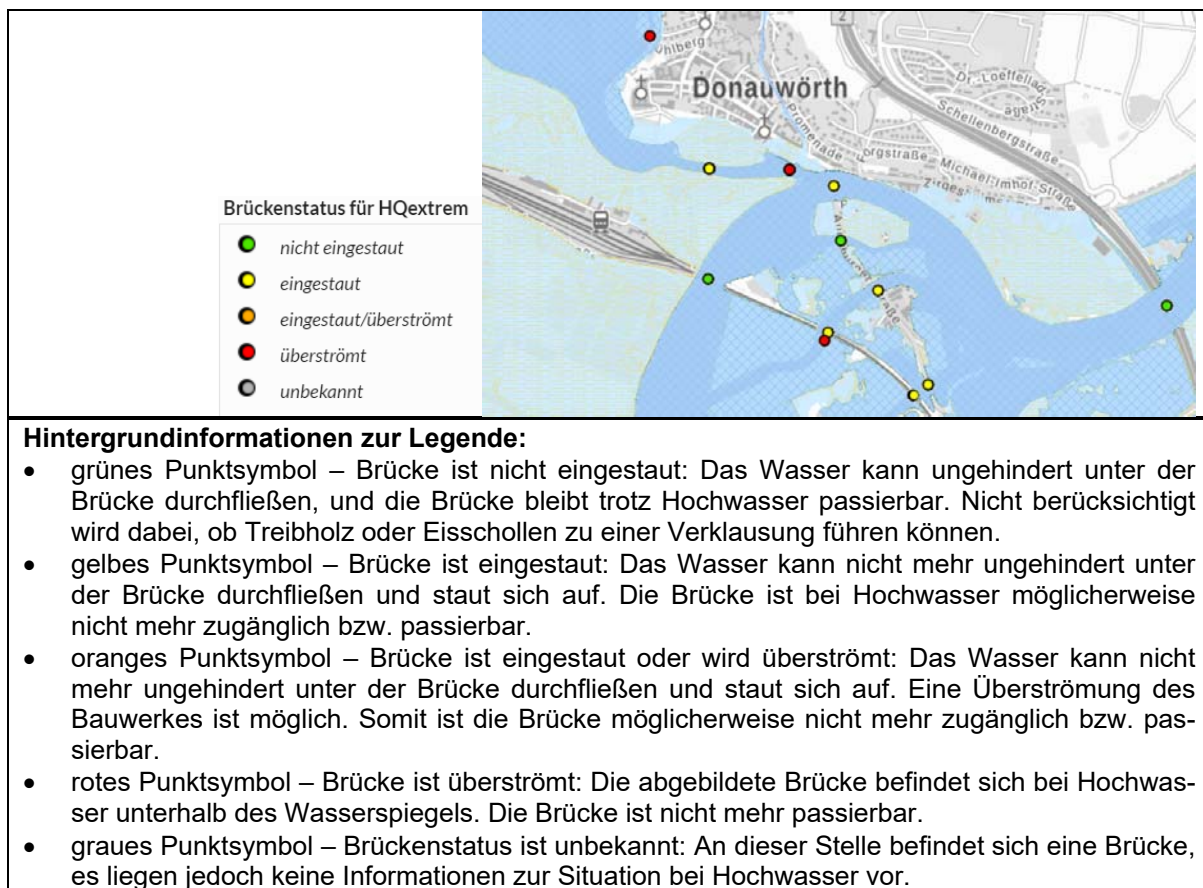 2
Donauwörth
Promenade
Schellenbergstraße
Michael-Imhof-Straße
Brückenstatus für HQextrem
nicht eingestaut
eingestaut
eingestaut/überströmt
überströmt
unbekannt
Hintergrundinformationen zur Legende:
• grünes Punktsymbol – Brücke ist nicht eingestaut: Das Wasser kann ungehindert unter der
Brücke durchfließen, und die Brücke bleibt trotz Hochwasser passierbar. Nicht berücksichtigt
wird dabei, ob Treibholz oder Eisschollen zu einer Verklausung führen können.
• gelbes Punktsymbol – Brücke ist eingestaut: Das Wasser kann nicht mehr ungehindert unter
der Brücke durchfließen und staut sich auf. Die Brücke ist bei Hochwasser möglicherweise
nicht mehr zugänglich bzw. passierbar.
• oranges Punktsymbol – Brücke ist eingestaut oder wird überströmt: Das Wasser kann nicht
mehr ungehindert unter der Brücke durchfließen und staut sich auf. Eine Überströmung des
Bauwerkes ist möglich. Somit ist die Brücke möglicherweise nicht mehr zugänglich bzw. pas-
sierbar.
• rotes Punktsymbol – Brücke ist überströmt: Die abgebildete Brücke befindet sich bei Hochwas-
ser unterhalb des Wasserspiegels. Die Brücke ist nicht mehr passierbar.
• graues Punktsymbol – Brückenstatus ist unbekannt: An dieser Stelle befindet sich eine Brücke,
es liegen jedoch keine Informationen zur Situation bei Hochwasser vor.